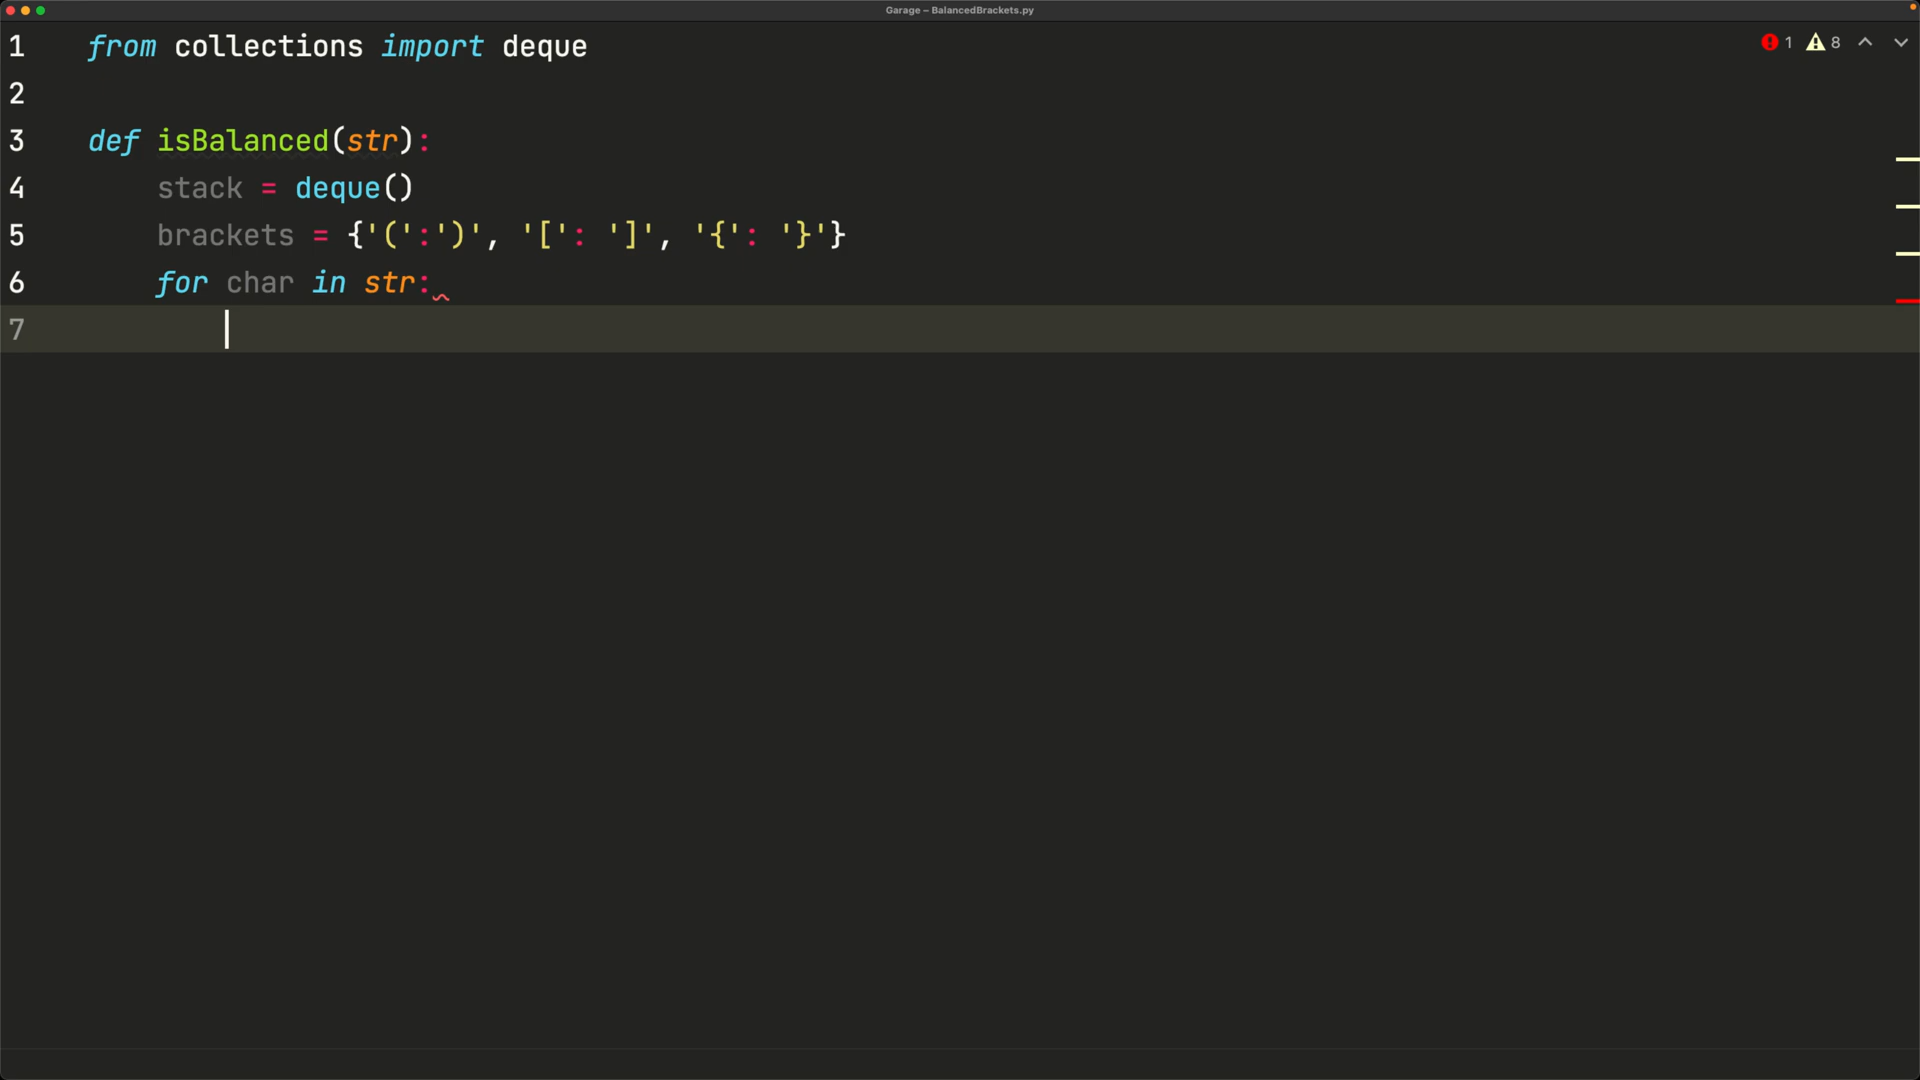 Garage – BalancedBrackets.py
1 from collections import deque
1 8
2
3 def isBalanced(str):
4     stack = deque()
5     brackets = {'(':')', '[': ']', '{': '}'}
6     for char in str:
7